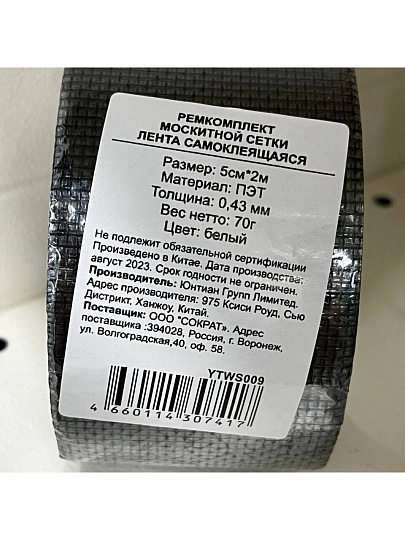 РЕМКОМПЛЕКТ
МОСКИТНОЙ СЕТКИ
ЛЕНТА САМОКЛЕЯЩАЯСЯ
Размер: 5см*2м
Материал: ПЭТ
Толщина: 0,43 мм
Вес нетто: 70г
Цвет: белый
Не подлежит обязательной сертификации
Произведено в Китае. Дата производства:
август 2023. Срок годности не ограничен.
Производитель: Юнтиан Групп Лимитед.
Адрес производителя: 975 Ксиси Роуд, Сью
Дистрикт, Ханжоу, Китай.
Поставщик: ООО "СОКРАТ". Адрес
поставщика :394028, Россия, г. Воронеж,
ул. Волгоградская,40, оф. 58.
YTWS009
4 660114 307417